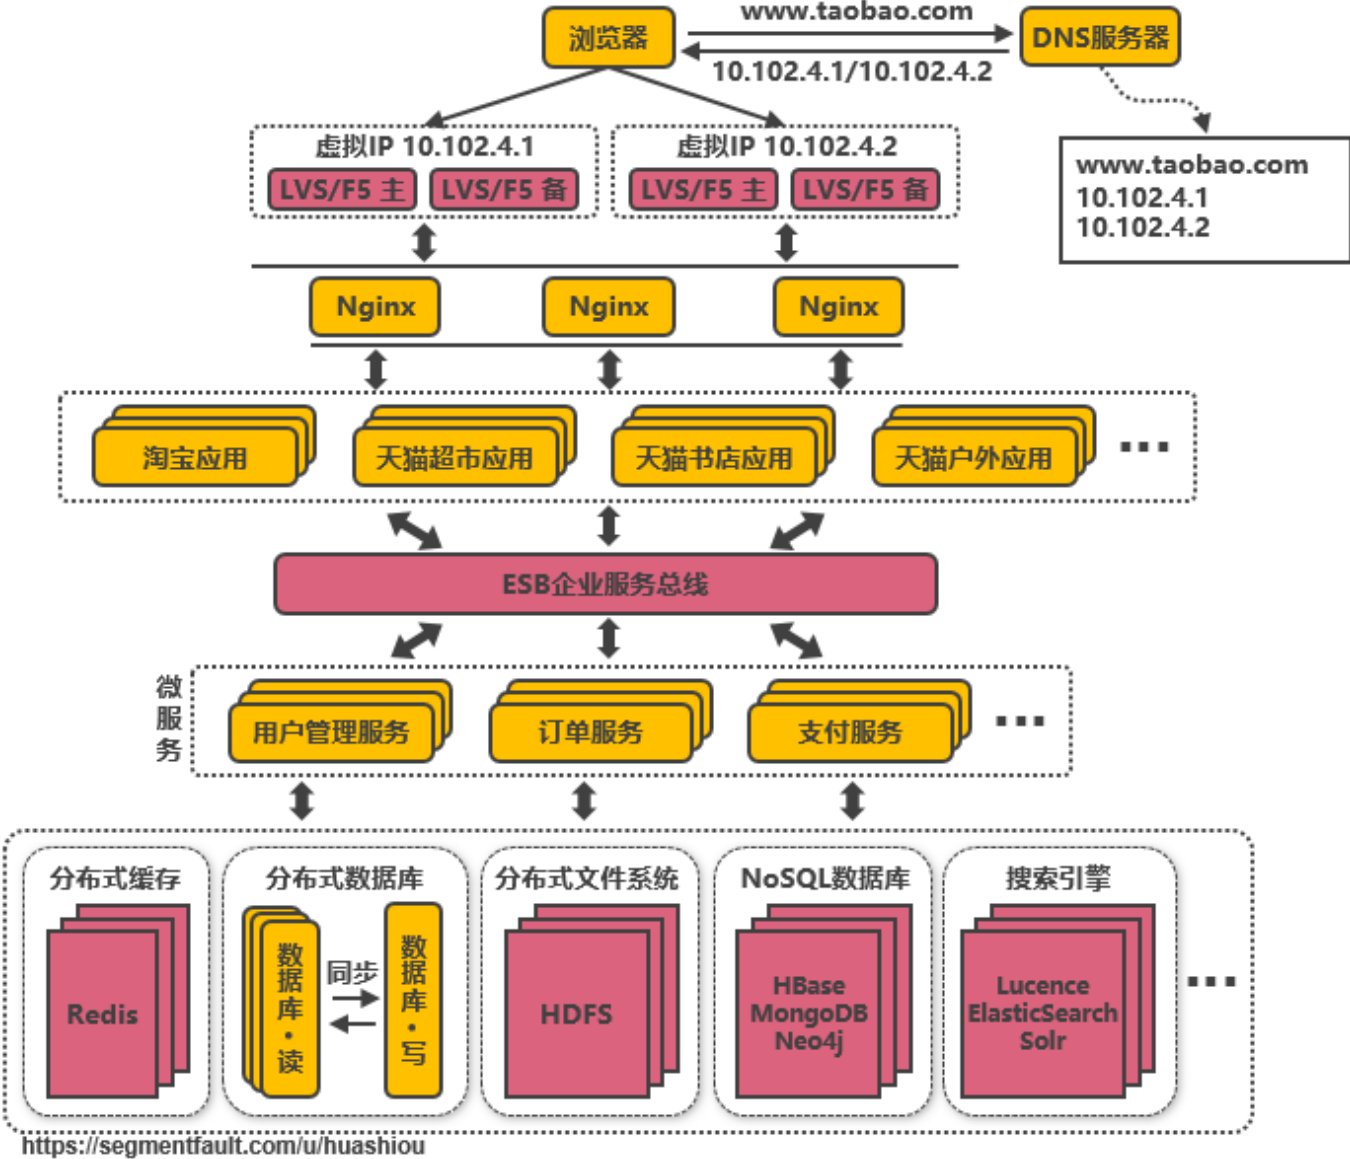 浏览器
www.taobao.com
10.102.4.1/10.102.4.2
DNS服务器
www.taobao.com
10.102.4.1
10.102.4.2
虚拟IP 10.102.4.1
LVS/F5 主
LVS/F5 备
虚拟IP 10.102.4.2
LVS/F5 主
LVS/F5 备
Nginx
Nginx
Nginx
淘宝应用
天猫超市应用
天猫书店应用
天猫户外应用
...
ESB企业服务总线
微服务
用户管理服务
订单服务
支付服务
...
分布式缓存
Redis
分布式数据库
数据库·读
同步
数据库·写
分布式文件系统
HDFS
NoSQL数据库
HBase
MongoDB
Neo4j
搜索引擎
Lucence
ElasticSearch
Solr
...
https://segmentfault.com/u/huashiou